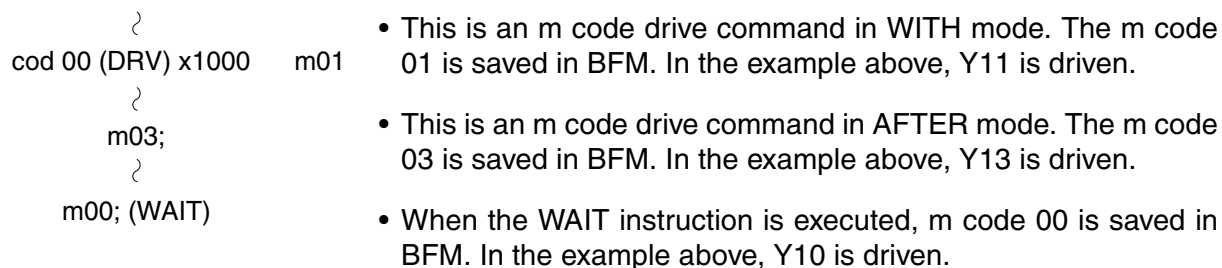 cod 00 (DRV) x1000 m01
m03;
m00; (WAIT)
• This is an m code drive command in WITH mode. The m code
01 is saved in BFM. In the example above, Y11 is driven.
• This is an m code drive command in AFTER mode. The m code
03 is saved in BFM. In the example above, Y13 is driven.
• When the WAIT instruction is executed, m code 00 is saved in
BFM. In the example above, Y10 is driven.